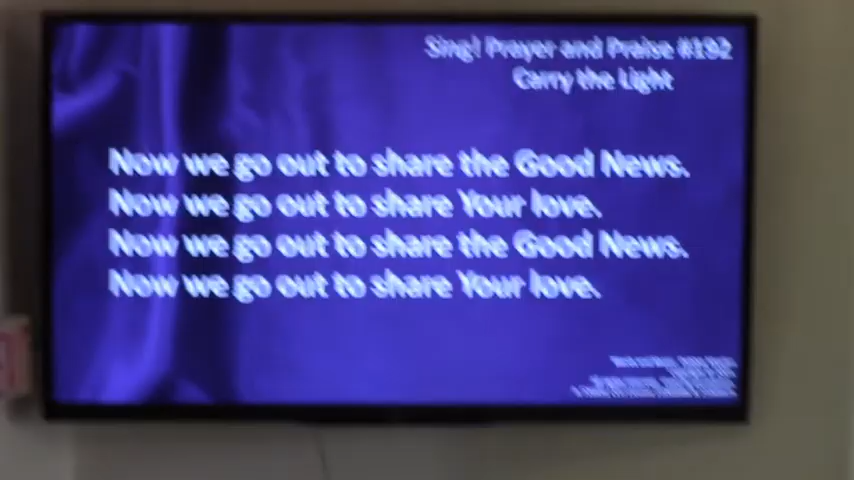 Sing! Prayer and Praise #192
Carry the Light
Now we go out to share the Good News.
Now we go out to share Your love.
Now we go out to share the Good News.
Now we go out to share Your love.